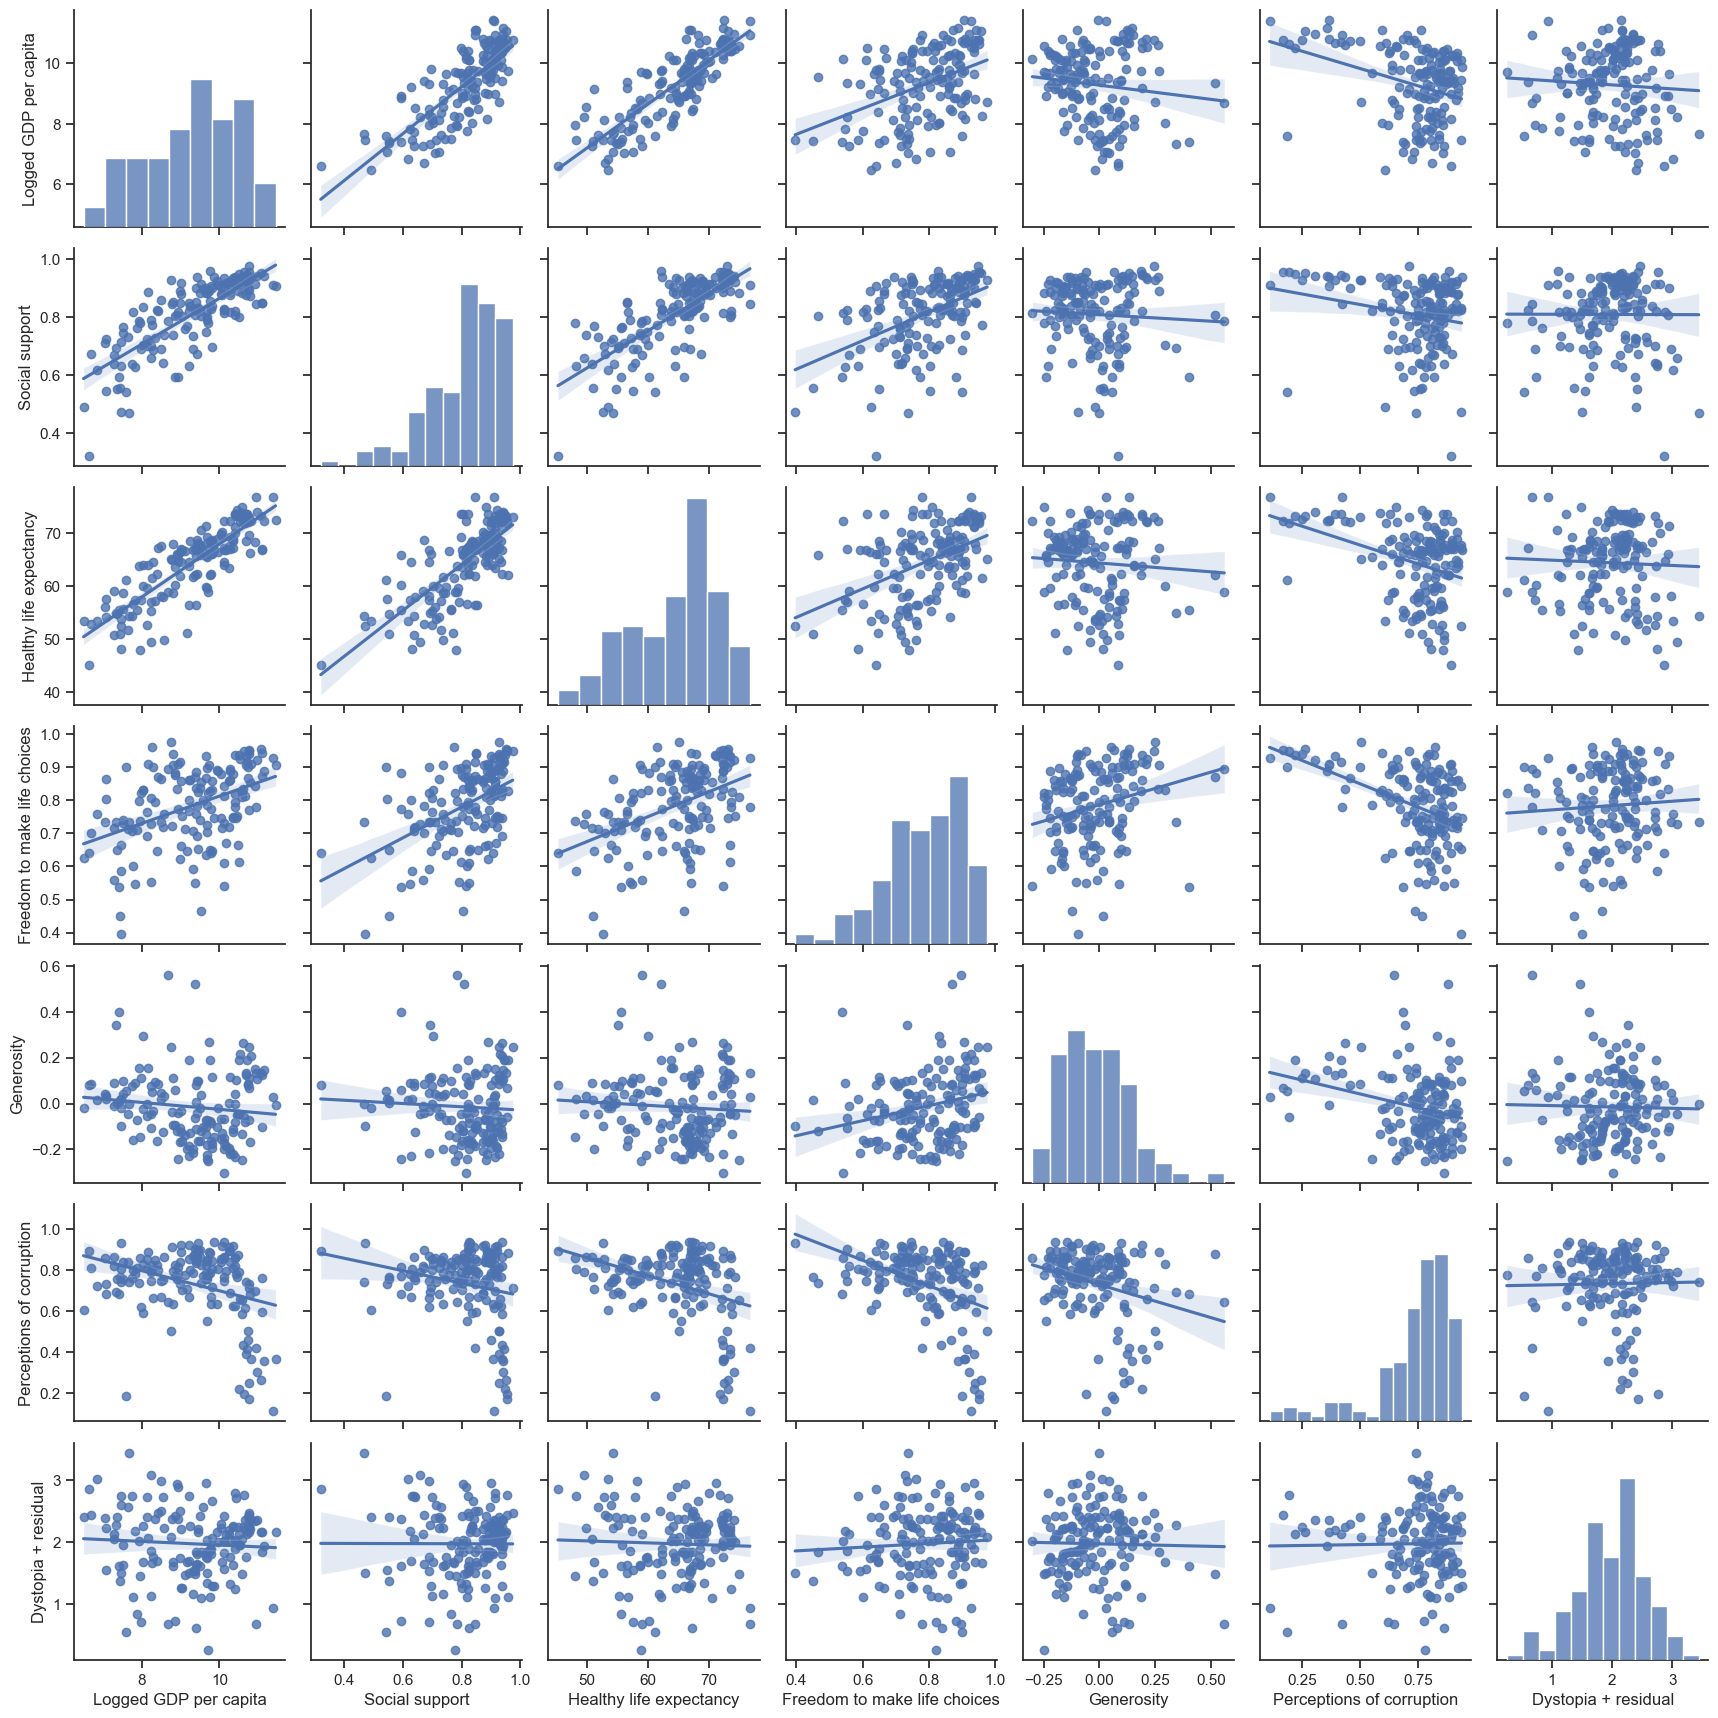 Logged GDP per capita
10
8
6
Social support
1.0
0.8
0.6
0.4
Healthy life expectancy
70
60
50
40
Freedom to make life choices
1.0
0.9
0.8
0.7
0.6
0.5
0.4
Generosity
0.6
0.4
0.2
0.0
−0.2
Perceptions of corruption
1.0
0.8
0.6
0.4
0.2
Dystopia + residual
3
2
1
8 10
0.4 0.6 0.8 1.0
50 60 70
0.4 0.6 0.8 1.0
−0.25 0.00 0.25 0.50
0.25 0.50 0.75
1 2 3
Logged GDP per capita
Social support
Healthy life expectancy
Freedom to make life choices
Generosity
Perceptions of corruption
Dystopia + residual